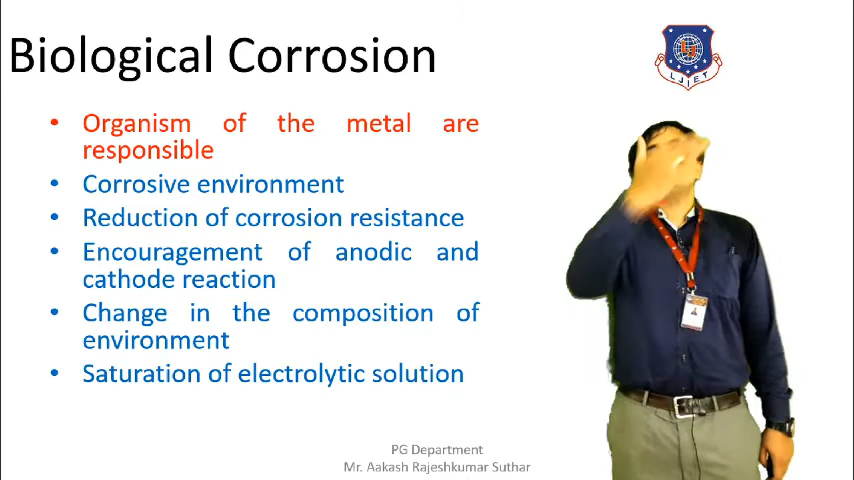 Biological Corrosion
LJIET
• Organism of the metal are
responsible
• Corrosive environment
• Reduction of corrosion resistance
• Encouragement of anodic and
cathode reaction
• Change in the composition of
environment
• Saturation of electrolytic solution
PG Department
Mr. Aakash Rajeshkumar Suthar